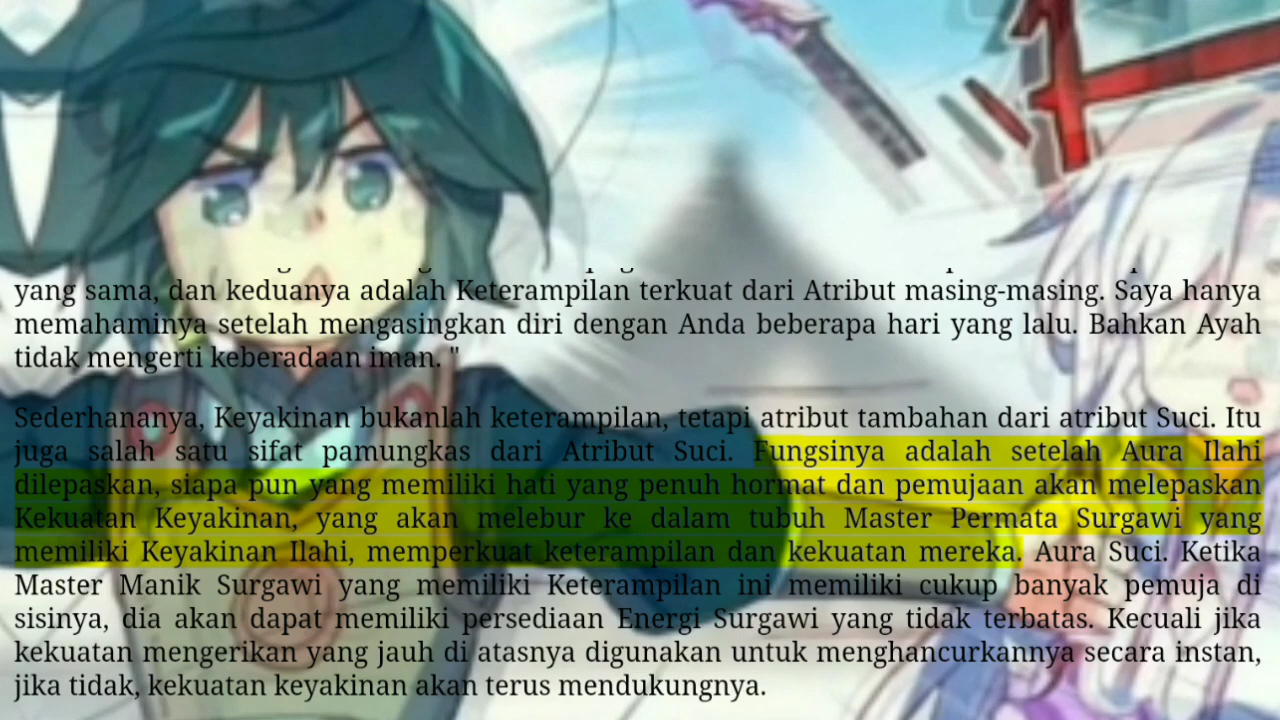 yang sama, dan keduanya adalah Keterampilan terkuat dari Atribut masing-masing. Saya hanya
memahaminya setelah mengasingkan diri dengan Anda beberapa hari yang lalu. Bahkan Ayah
tidak mengerti keberadaan iman. "
Sederhananya, Keyakinan bukanlah keterampilan, tetapi atribut tambahan dari atribut Suci. Itu
juga salah satu sifat pamungkas dari Atribut Suci. Fungsinya adalah setelah Aura Ilahi
dilepaskan, siapa pun yang memiliki hati yang penuh hormat dan pemujaan akan melepaskan
Kekuatan Keyakinan, yang akan melebur ke dalam tubuh Master Permata Surgawi yang
memiliki Keyakinan Ilahi, memperkuat keterampilan dan kekuatan mereka. Aura Suci. Ketika
Master Manik Surgawi yang memiliki Keterampilan ini memiliki cukup banyak pemuja di
sisinya, dia akan dapat memiliki persediaan Energi Surgawi yang tidak terbatas. Kecuali jika
kekuatan mengerikan yang jauh di atasnya digunakan untuk menghancurkannya secara instan,
jika tidak, kekuatan keyakinan akan terus mendukungnya.